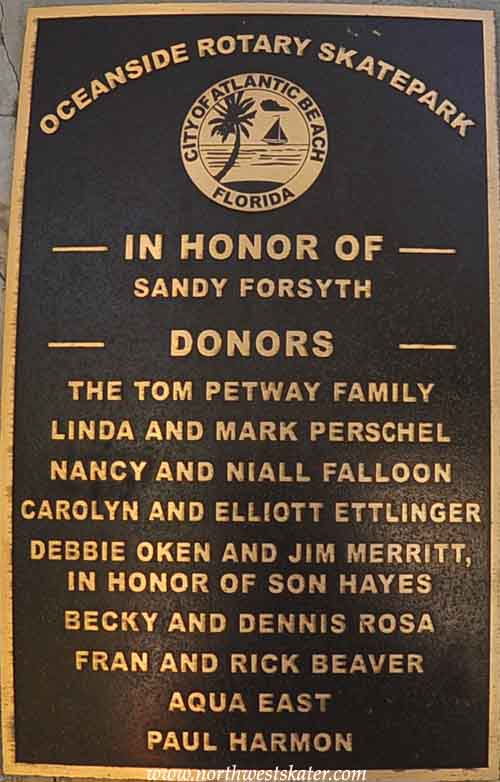 OCEANSIDE ROTARY SKATEPARK
CITY OF ATLANTIC BEACH
FLORIDA
IN HONOR OF
SANDY FORSYTH
DONORS
THE TOM PETWAY FAMILY
LINDA AND MARK PERSCHEL
NANCY AND NIALL FALLOON
CAROLYN AND ELLIOTT ETTLINGER
DEBBIE OKEN AND JIM MERRITT,
IN HONOR OF SON HAYES
BECKY AND DENNIS ROSA
FRAN AND RICK BEAVER
AQUA EAST
PAUL HARMON
www.northwestskater.com